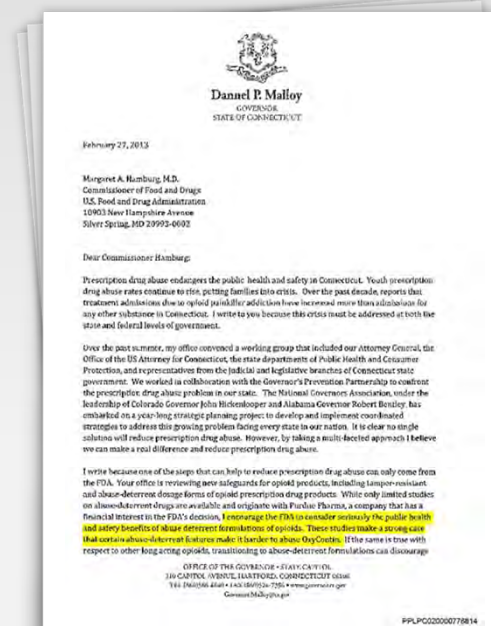 Dannel P. Malloy
GOVERNOR
STATE OF CONNECTICUT
February 27, 2013
Margaret A. Hamburg, M.D.
Commissioner of Food and Drugs
U.S. Food and Drug Administration
10903 New Hampshire Avenue
Silver Spring, MD 20993-0002
Dear Commissioner Hamburg:
Prescription drug abuse endangers the public health and safety in Connecticut. Youth prescription
drug abuse rates continue to rise, putting families into crisis. Over the past decade, reports that
treatment admissions due to opioid painkiller addiction have increased more than admissions for
any other substance in Connecticut. I write to you because this crisis must be addressed at both the
state and federal levels of government.
Over the past summer, my office convened a working group that included our Attorney General, the
Office of the US Attorney for Connecticut, the state departments of Public Health and Consumer
Protection, and representatives from the judicial and legislative branches of Connecticut state
government. We worked in collaboration with the Governor's Prevention Partnership to confront
the prescription drug abuse problem in our state. The National Governors Association, under the
leadership of Colorado Governor John Hickenlooper and Alabama Governor Robert Bentley, has
embarked on a year-long strategic planning project to develop and implement coordinated
strategies to address this growing problem facing every state in our nation. It is clear no single
solution will reduce prescription drug abuse. However, by taking a multi-faceted approach I believe
we can make a real difference and reduce prescription drug abuse.
I write because one of the steps that can help to reduce prescription drug abuse can only come from
the FDA. Your office is reviewing new safeguards for opioid products, including tamper-resistant
and abuse-deterrent dosage forms of opioid prescription drug products. While only limited studies
on abuse-deterrent drugs are available and originate with Purdue Pharma, a company that has a
financial interest in the FDA's decision, I encourage the FDA to consider seriously the public health
and safety benefits of abuse deterrent formulations of opioids. These studies make a strong case
that certain abuse-deterrent features make it harder to abuse OxyContin. If the same is true with
respect to other long acting opioids, transitioning to abuse-deterrent formulations can discourage
OFFICE OF THE GOVERNOR • STATE CAPITOL
210 CAPITOL AVENUE, HARTFORD, CONNECTICUT 06106
PPLPC020000778814